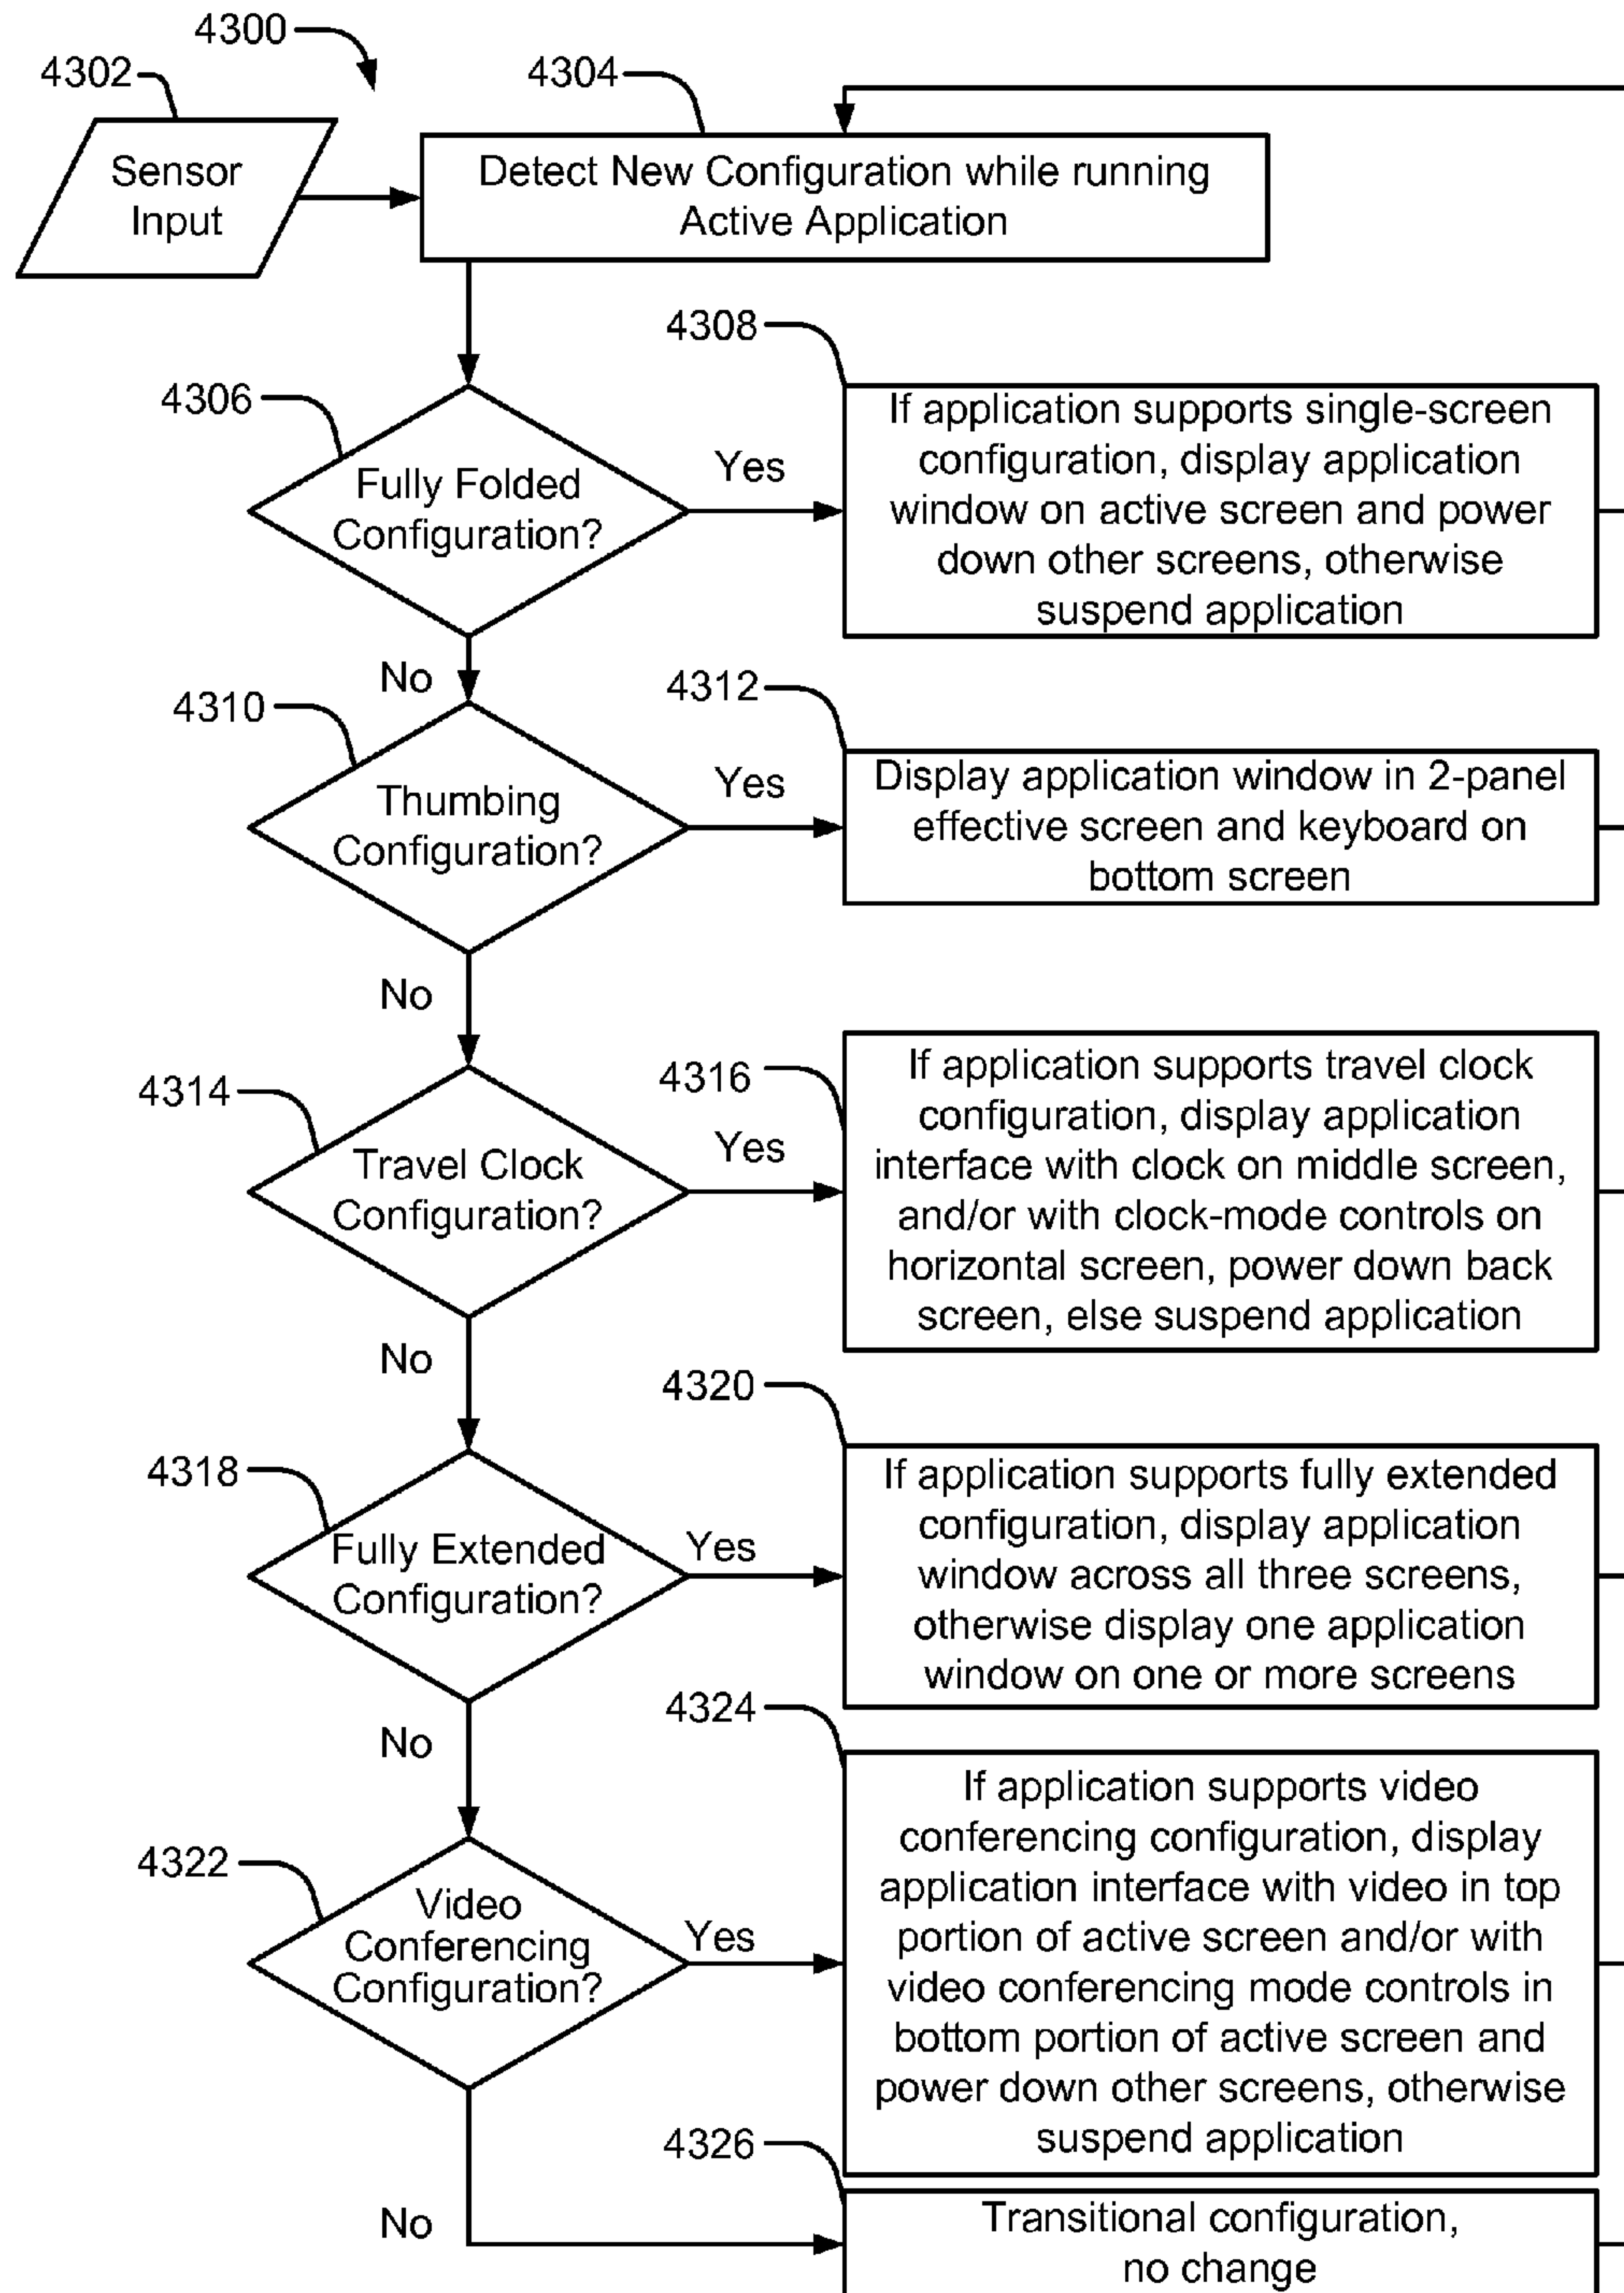 4300
4302
4304
Sensor
Input
Detect New Configuration while running
Active Application
4306
Fully Folded
Configuration?
Yes
4308
If application supports single-screen
configuration, display application
window on active screen and power
down other screens, otherwise
suspend application
No
4310
Thumbing
Configuration?
Yes
4312
Display application window in 2-panel
effective screen and keyboard on
bottom screen
No
4314
Travel Clock
Configuration?
Yes
4316
If application supports travel clock
configuration, display application
interface with clock on middle screen,
and/or with clock-mode controls on
horizontal screen, power down back
screen, else suspend application
No
4318
Fully Extended
Configuration?
Yes
4320
If application supports fully extended
configuration, display application
window across all three screens,
otherwise display one application
window on one or more screens
No
4322
Video
Conferencing
Configuration?
Yes
4324
If application supports video
conferencing configuration, display
application interface with video in top
portion of active screen and/or with
video conferencing mode controls in
bottom portion of active screen and
power down other screens, otherwise
suspend application
No
4326
Transitional configuration,
no change